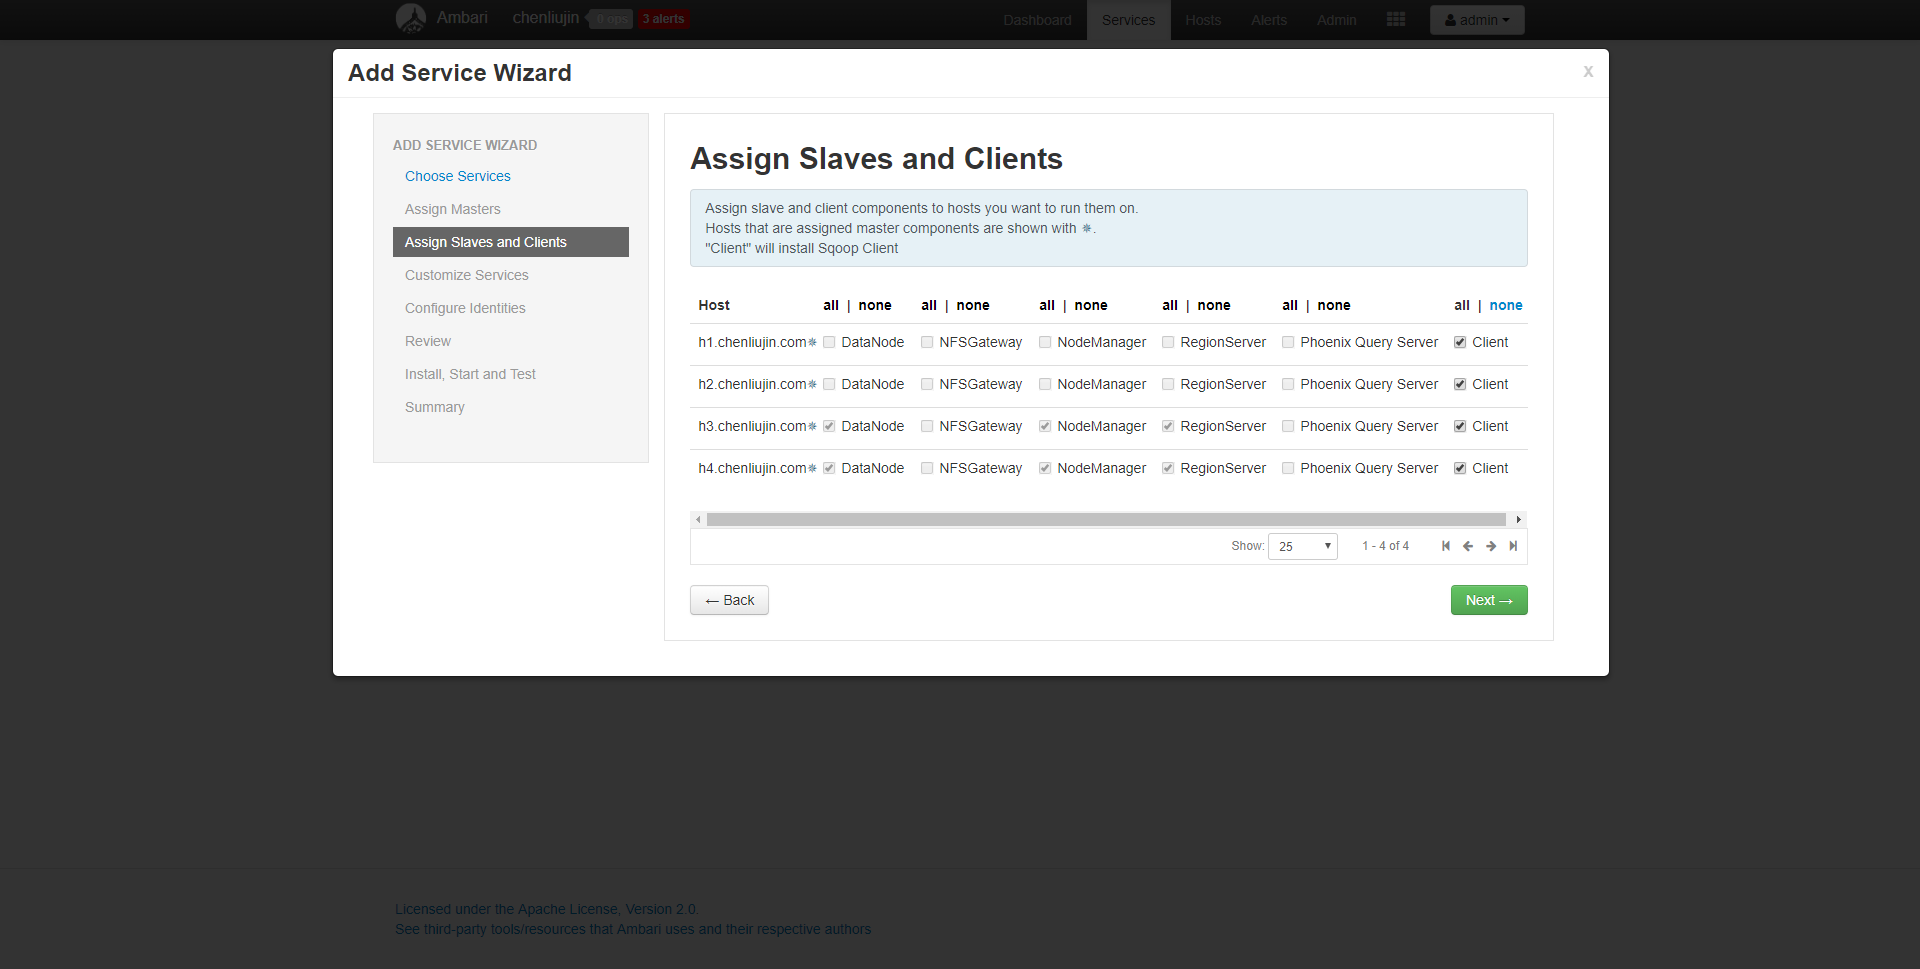 Ambari chenliujin 0 ops 3 alerts Dashboard Services Hosts Alerts Admin admin
Add Service Wizard x
ADD SERVICE WIZARD
Choose Services
Assign Masters
Assign Slaves and Clients
Customize Services
Configure Identities
Review
Install, Start and Test
Summary
Assign Slaves and Clients
Assign slave and client components to hosts you want to run them on.
Hosts that are assigned master components are shown with ✵.
"Client" will install Sqoop Client
Host all | none all | none all | none all | none all | none all | none
h1.chenliujin.com✵ DataNode NFSGateway NodeManager RegionServer Phoenix Query Server Client
h2.chenliujin.com✵ DataNode NFSGateway NodeManager RegionServer Phoenix Query Server Client
h3.chenliujin.com✵ DataNode NFSGateway NodeManager RegionServer Phoenix Query Server Client
h4.chenliujin.com✵ DataNode NFSGateway NodeManager RegionServer Phoenix Query Server Client
Show: 25 1 - 4 of 4
← Back Next →
Licensed under the Apache License, Version 2.0.
See third-party tools/resources that Ambari uses and their respective authors